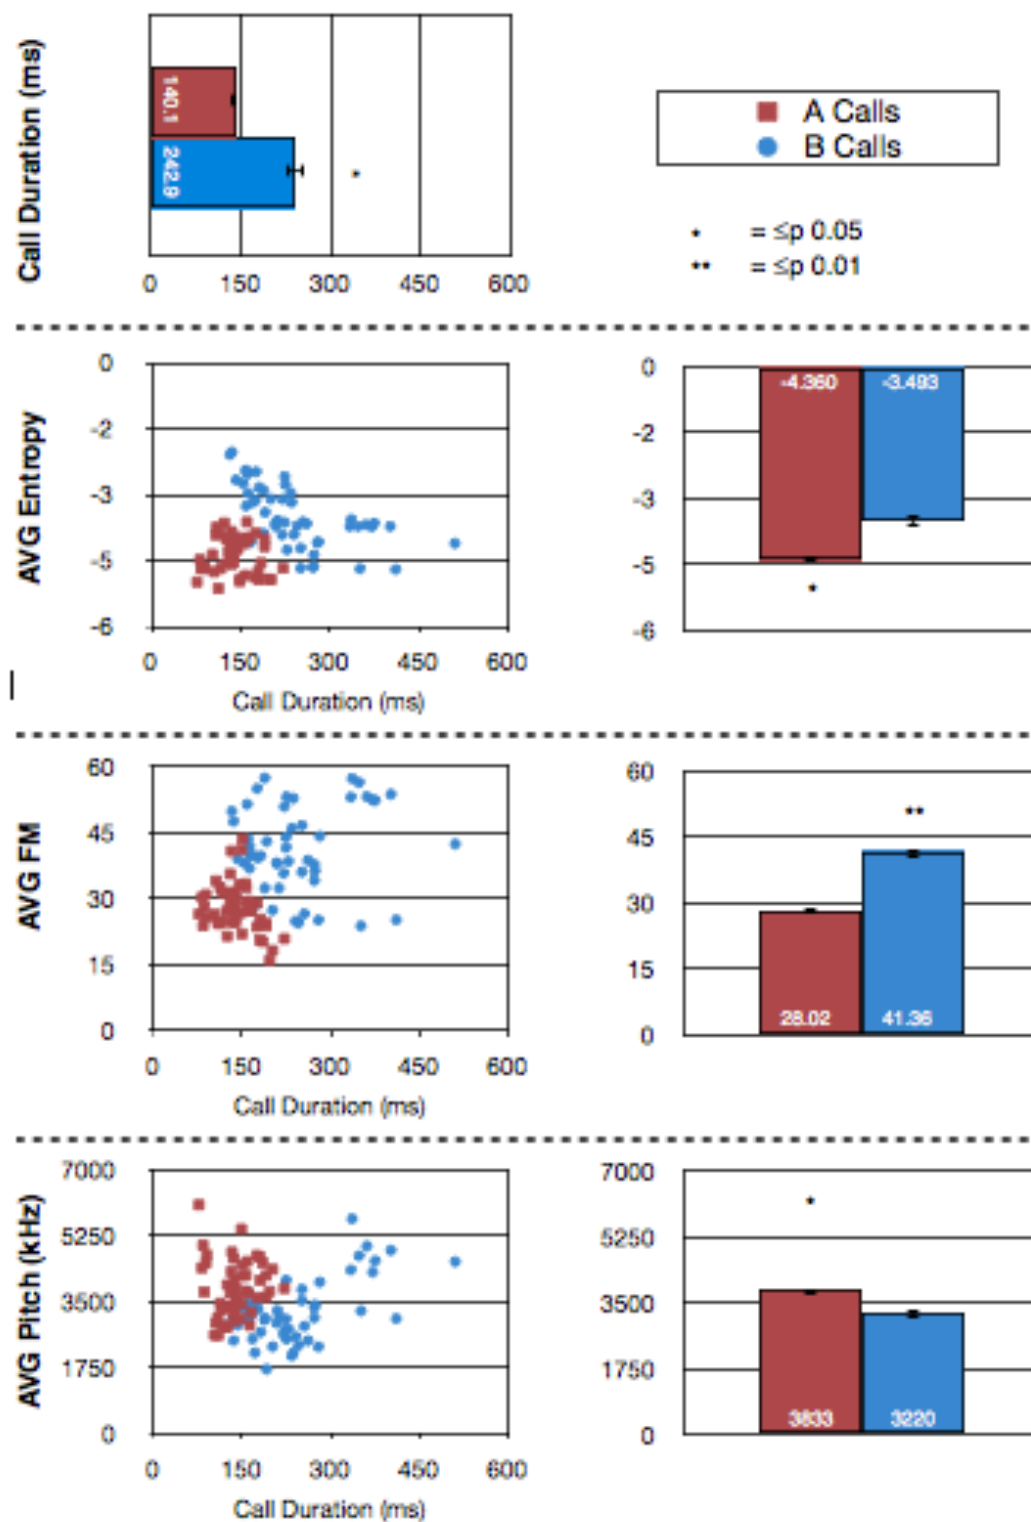 Call Duration (ms)
140.1
242.9
*
0 150 300 450 600
A Calls
B Calls
* = ≤p 0.05
** = ≤p 0.01
AVG Entropy
0
-2
-3
-5
-6
0 150 300 450 600
Call Duration (ms)
0
-2
-3
-5
-6
-4.360 -3.493
*
AVG FM
60
45
30
15
0
0 150 300 450 600
Call Duration (ms)
60
45
30
15
0
**
28.02 41.36
AVG Pitch (kHz)
7000
5250
3500
1750
0
0 150 300 450 600
Call Duration (ms)
7000
5250
3500
1750
0
*
3833 3220